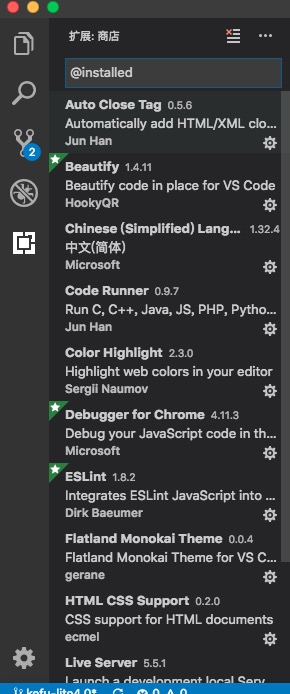 扩展: 商店
@installed
2
Auto Close Tag 0.5.6
Automatically add HTML/XML clo...
Jun Han
Beautify 1.4.11
Beautify code in place for VS Code
HookyQR
Chinese (Simplified) Lang... 1.32.4
中文(简体)
Microsoft
Code Runner 0.9.7
Run C, C++, Java, JS, PHP, Pytho...
Jun Han
Color Highlight 2.3.0
Highlight web colors in your editor
Sergii Naumov
Debugger for Chrome 4.11.3
Debug your JavaScript code in th...
Microsoft
ESLint 1.8.2
Integrates ESLint JavaScript into ...
Dirk Baeumer
Flatland Monokai Theme 0.0.4
Flatland Monokai Theme for VS C...
gerane
HTML CSS Support 0.2.0
CSS support for HTML documents
ecmel
Live Server 5.5.1
Launch a development local Serv
kefu-lite4.0*
0 0